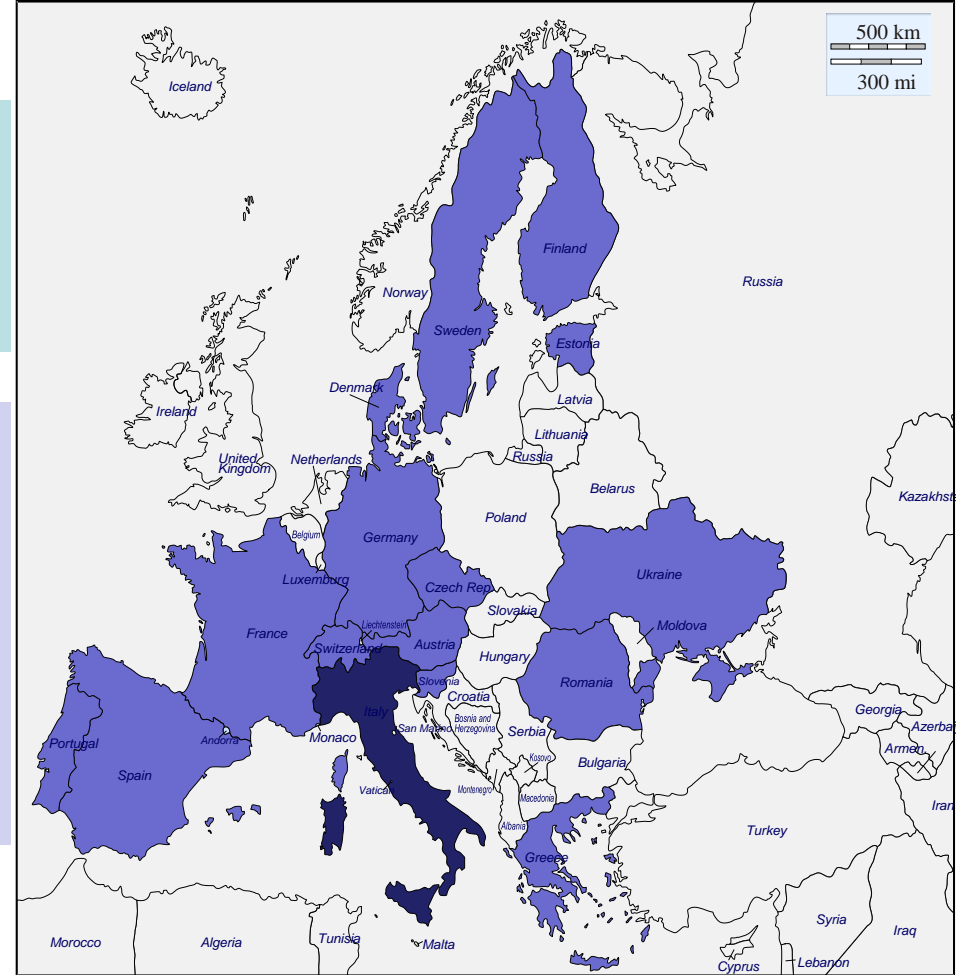 500 km
300 mi
Iceland
Russia
Finland
Norway
Sweden
Estonia
Denmark
Latvia
Ireland
Lithuania
United
Kingdom
Netherlands
Russia
Belarus
Kazakhst
Poland
Belgium
Germany
Luxemburg
Czech Rep
Ukraine
Slovakia
Liechtenstein
Moldova
France
Switzerland
Austria
Hungary
Slovenia
Romania
Croatia
Italy
Georgia
Portugal
Andorra
Monaco
San Marino
Bosnia and
Herzegovina
Serbia
Azerba
Armen
Kosovo
Bulgaria
Spain
Vatican
Montenegro
Macedonia
Iran
Albania
Turkey
Greece
Syria
Iraq
Morocco
Algeria
Tunisia
Malta
Cyprus
Lebanon